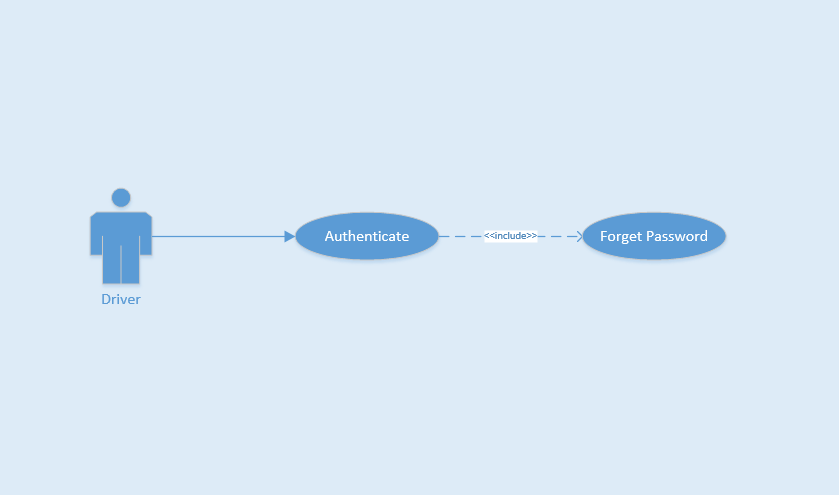 Authenticate
<<include>>
Forget Password
Driver